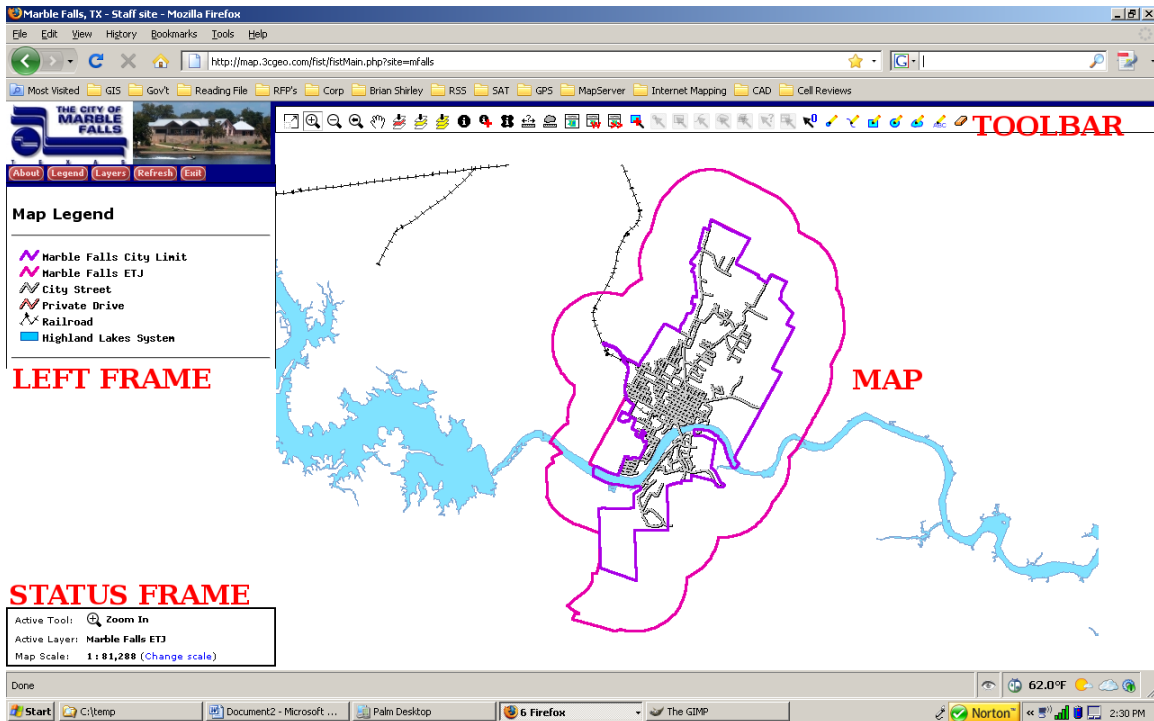 Marble Falls, TX - Staff site - Mozilla Firefox
File Edit View History Bookmarks Tools Help
http://map.3cgeo.com/fist/fistMain.php?site=mfalls
G
Most Visited GIS Gov't Reading File RFP's Corp Brian Shirley RSS SAT GPS MapServer Internet Mapping CAD Cell Reviews
THE CITY OF
MARBLE
FALLS
T E X A S
TOOLBAR
About Legend Layers Refresh Exit
Map Legend
Marble Falls City Limit
Marble Falls ETJ
City Street
Private Drive
Railroad
Highland Lakes System
LEFT FRAME
MAP
STATUS FRAME
Active Tool: Zoom In
Active Layer: Marble Falls ETJ
Map Scale: 1 : 81,288 (Change scale)
Done
62.0°F
Start C:\temp Document2 - Microsoft ... Palm Desktop 6 Firefox The GIMP Norton™ 2:30 PM